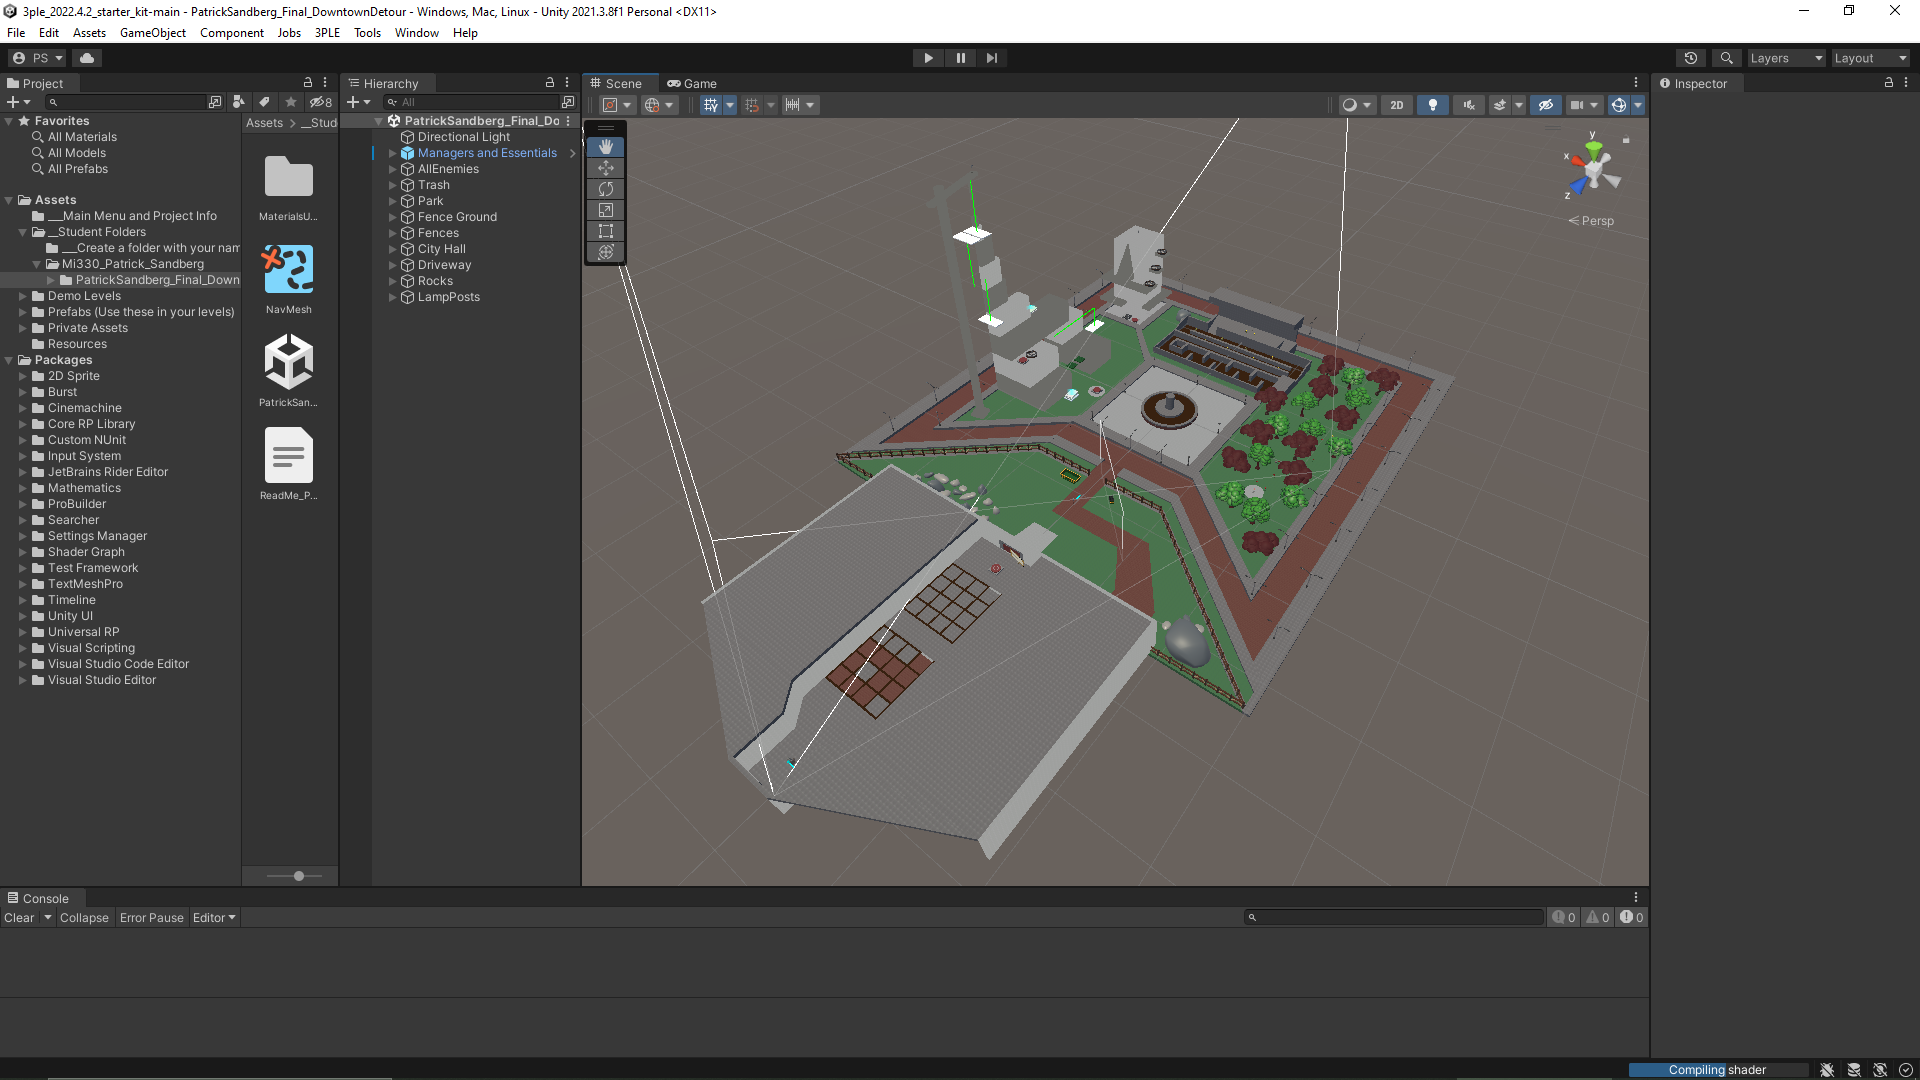 3ple_2022.4.2_starter_kit-main - PatrickSandberg_Final_DowntownDetour - Windows, Mac, Linux - Unity 2021.3.8f1 Personal <DX11>
File Edit Assets GameObject Component Jobs 3PLE Tools Window Help
PS
Layers
Layout
Project
8
Favorites
All Materials
All Models
All Prefabs
Assets
__Main Menu and Project Info
__Student Folders
___Create a folder with your nam
Mi330_Patrick_Sandberg
PatrickSandberg_Final_Down
Demo Levels
Prefabs (Use these in your levels)
Private Assets
Resources
Packages
2D Sprite
Burst
Cinemachine
Core RP Library
Custom NUnit
Input System
JetBrains Rider Editor
Mathematics
ProBuilder
Searcher
Settings Manager
Shader Graph
Test Framework
TextMeshPro
Timeline
Unity UI
Universal RP
Visual Scripting
Visual Studio Code Editor
Visual Studio Editor
Assets > __Stud
MaterialsU...
NavMesh
PatrickSan...
ReadMe_P...
Hierarchy
All
PatrickSandberg_Final_Do
Directional Light
Managers and Essentials
AllEnemies
Trash
Park
Fence Ground
Fences
City Hall
Driveway
Rocks
LampPosts
Scene
Game
2D
y
x
z
Persp
Inspector
Console
Clear
Collapse
Error Pause
Editor
0
0
0
Compiling shader